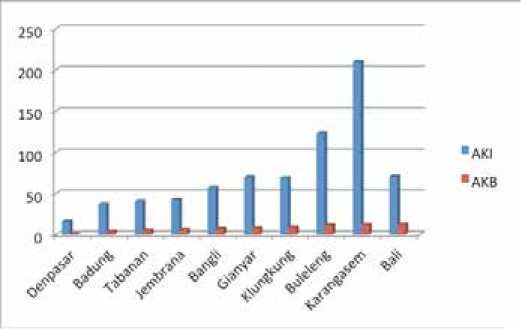 250
200
150
100
50
0
Denpasar
Badung
Tabanan
Jembrana
Bangli
Gianyar
Klungkung
Buleleng
Karangasem
Bali
AKI
AKB